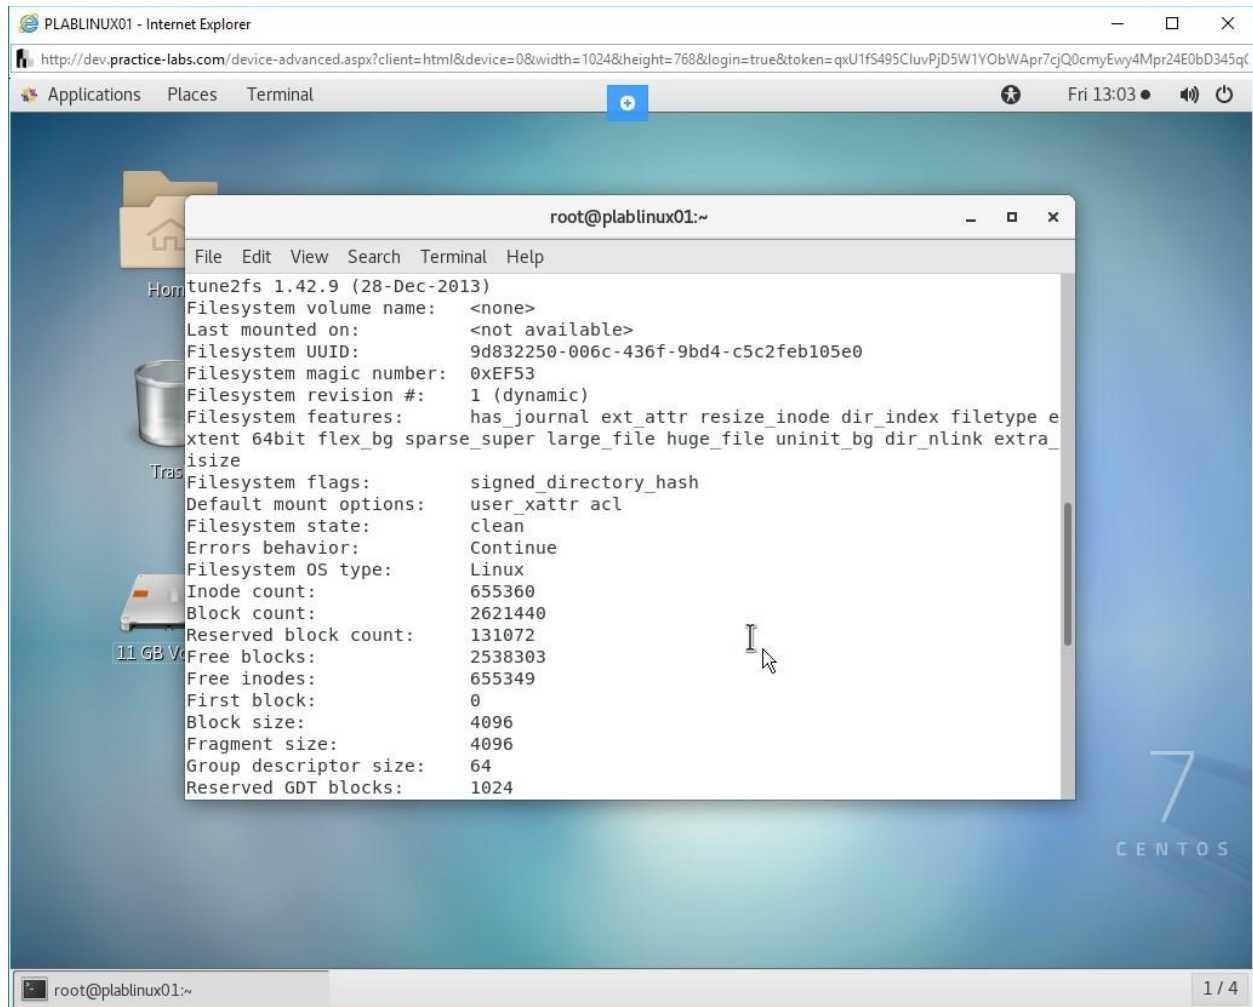 PLABLINUX01 - Internet Explorer
http://dev.practice-labs.com/device-advanced.aspx?client=html&device=0&width=1024&height=768&login=true&token=qxU1fS495CIuvPjD5W1YObWApr7cjQ0cmyEwy4Mpr24E0bD345q(
Applications Places Terminal Fri 13:03
root@plablinux01:~
File Edit View Search Terminal Help
tune2fs 1.42.9 (28-Dec-2013)
Filesystem volume name: <none>
Last mounted on: <not available>
Filesystem UUID: 9d832250-006c-436f-9bd4-c5c2feb105e0
Filesystem magic number: 0xEF53
Filesystem revision #: 1 (dynamic)
Filesystem features: has_journal ext_attr resize_inode dir_index filetype e
xtent 64bit flex_bg sparse_super large_file huge_file uninit_bg dir_nlink extra_
isize
Filesystem flags: signed_directory_hash
Default mount options: user_xattr acl
Filesystem state: clean
Errors behavior: Continue
Filesystem OS type: Linux
Inode count: 655360
Block count: 2621440
Reserved block count: 131072
Free blocks: 2538303
Free inodes: 655349
First block: 0
Block size: 4096
Fragment size: 4096
Group descriptor size: 64
Reserved GDT blocks: 1024
Hom
Tras
11 GB Vo
7
CENTOS
root@plablinux01:~
1 / 4